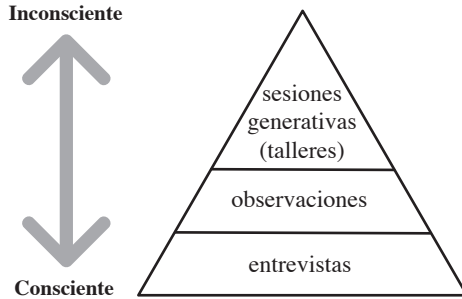 Inconsciente
sesiones
generativas
(talleres)
observaciones
entrevistas
Consciente